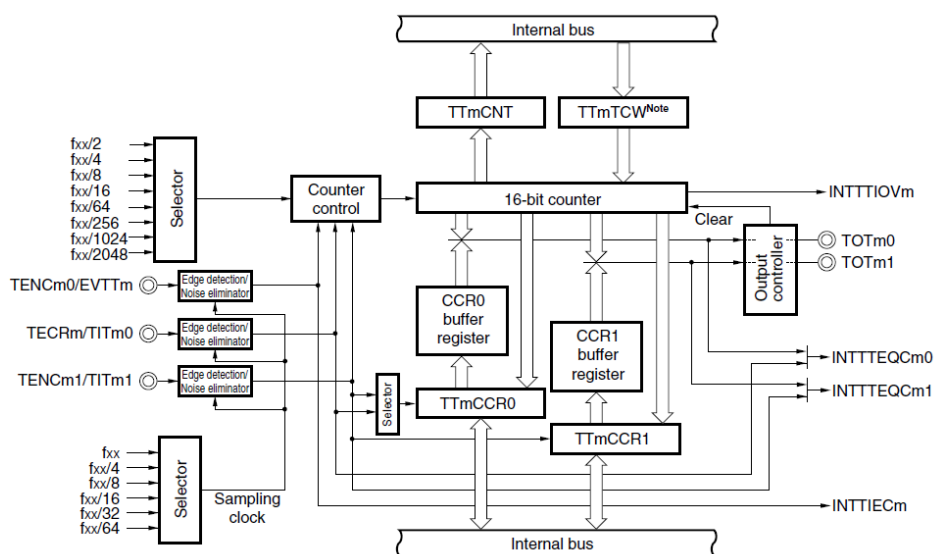 Internal bus
TTmCNT
TTmTCWNote
fxx/2
fxx/4
fxx/8
fxx/16
fxx/64
fxx/256
fxx/1024
fxx/2048
Selector
Counter
control
16-bit counter
INTTTIOVm
Clear
TOTm0
TOTm1
Output
controller
TENCm0/EVTTm
Edge detection/
Noise eliminator
TECRm/TITm0
Edge detection/
Noise eliminator
TENCm1/TITm1
Edge detection/
Noise eliminator
CCR0
buffer
register
CCR1
buffer
register
INTTTEQCm0
INTTTEQCm1
Selector
TTmCCR0
TTmCCR1
fxx
fxx/4
fxx/8
fxx/16
fxx/32
fxx/64
Selector
Sampling
clock
INTTIECm
Internal bus